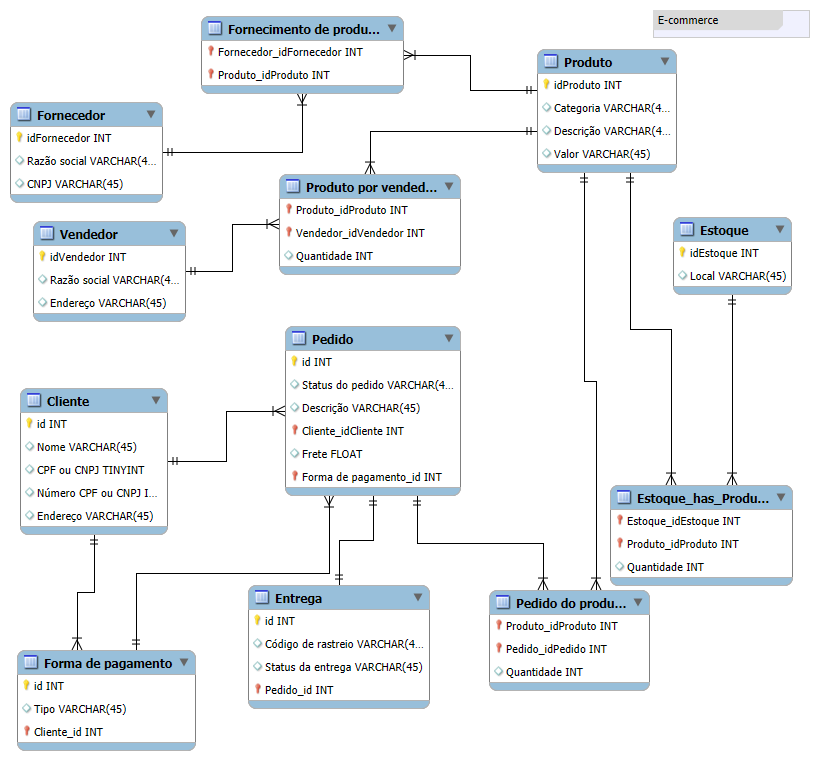 E-commerce
Fornecimento de produ...
Fornecedor_idFornecedor INT
Produto_idProduto INT
Produto
idProduto INT
Categoria VARCHAR(4...
Descrição VARCHAR(4...
Valor VARCHAR(45)
Fornecedor
idFornecedor INT
Razão social VARCHAR(4...
CNPJ VARCHAR(45)
Produto por vended...
Produto_idProduto INT
Vendedor_idVendedor INT
Quantidade INT
Vendedor
idVendedor INT
Razão social VARCHAR(4...
Endereço VARCHAR(45)
Estoque
idEstoque INT
Local VARCHAR(45)
Pedido
id INT
Status do pedido VARCHAR(4...
Descrição VARCHAR(45)
Cliente_idCliente INT
Frete FLOAT
Forma de pagamento_id INT
Cliente
id INT
Nome VARCHAR(45)
CPF ou CNPJ TINYINT
Número CPF ou CNPJ I...
Endereço VARCHAR(45)
Estoque_has_Produ...
Estoque_idEstoque INT
Produto_idProduto INT
Quantidade INT
Entrega
id INT
Código de rastreio VARCHAR(4...
Status da entrega VARCHAR(45)
Pedido_id INT
Pedido do produ...
Produto_idProduto INT
Pedido_idPedido INT
Quantidade INT
Forma de pagamento
id INT
Tipo VARCHAR(45)
Cliente_id INT